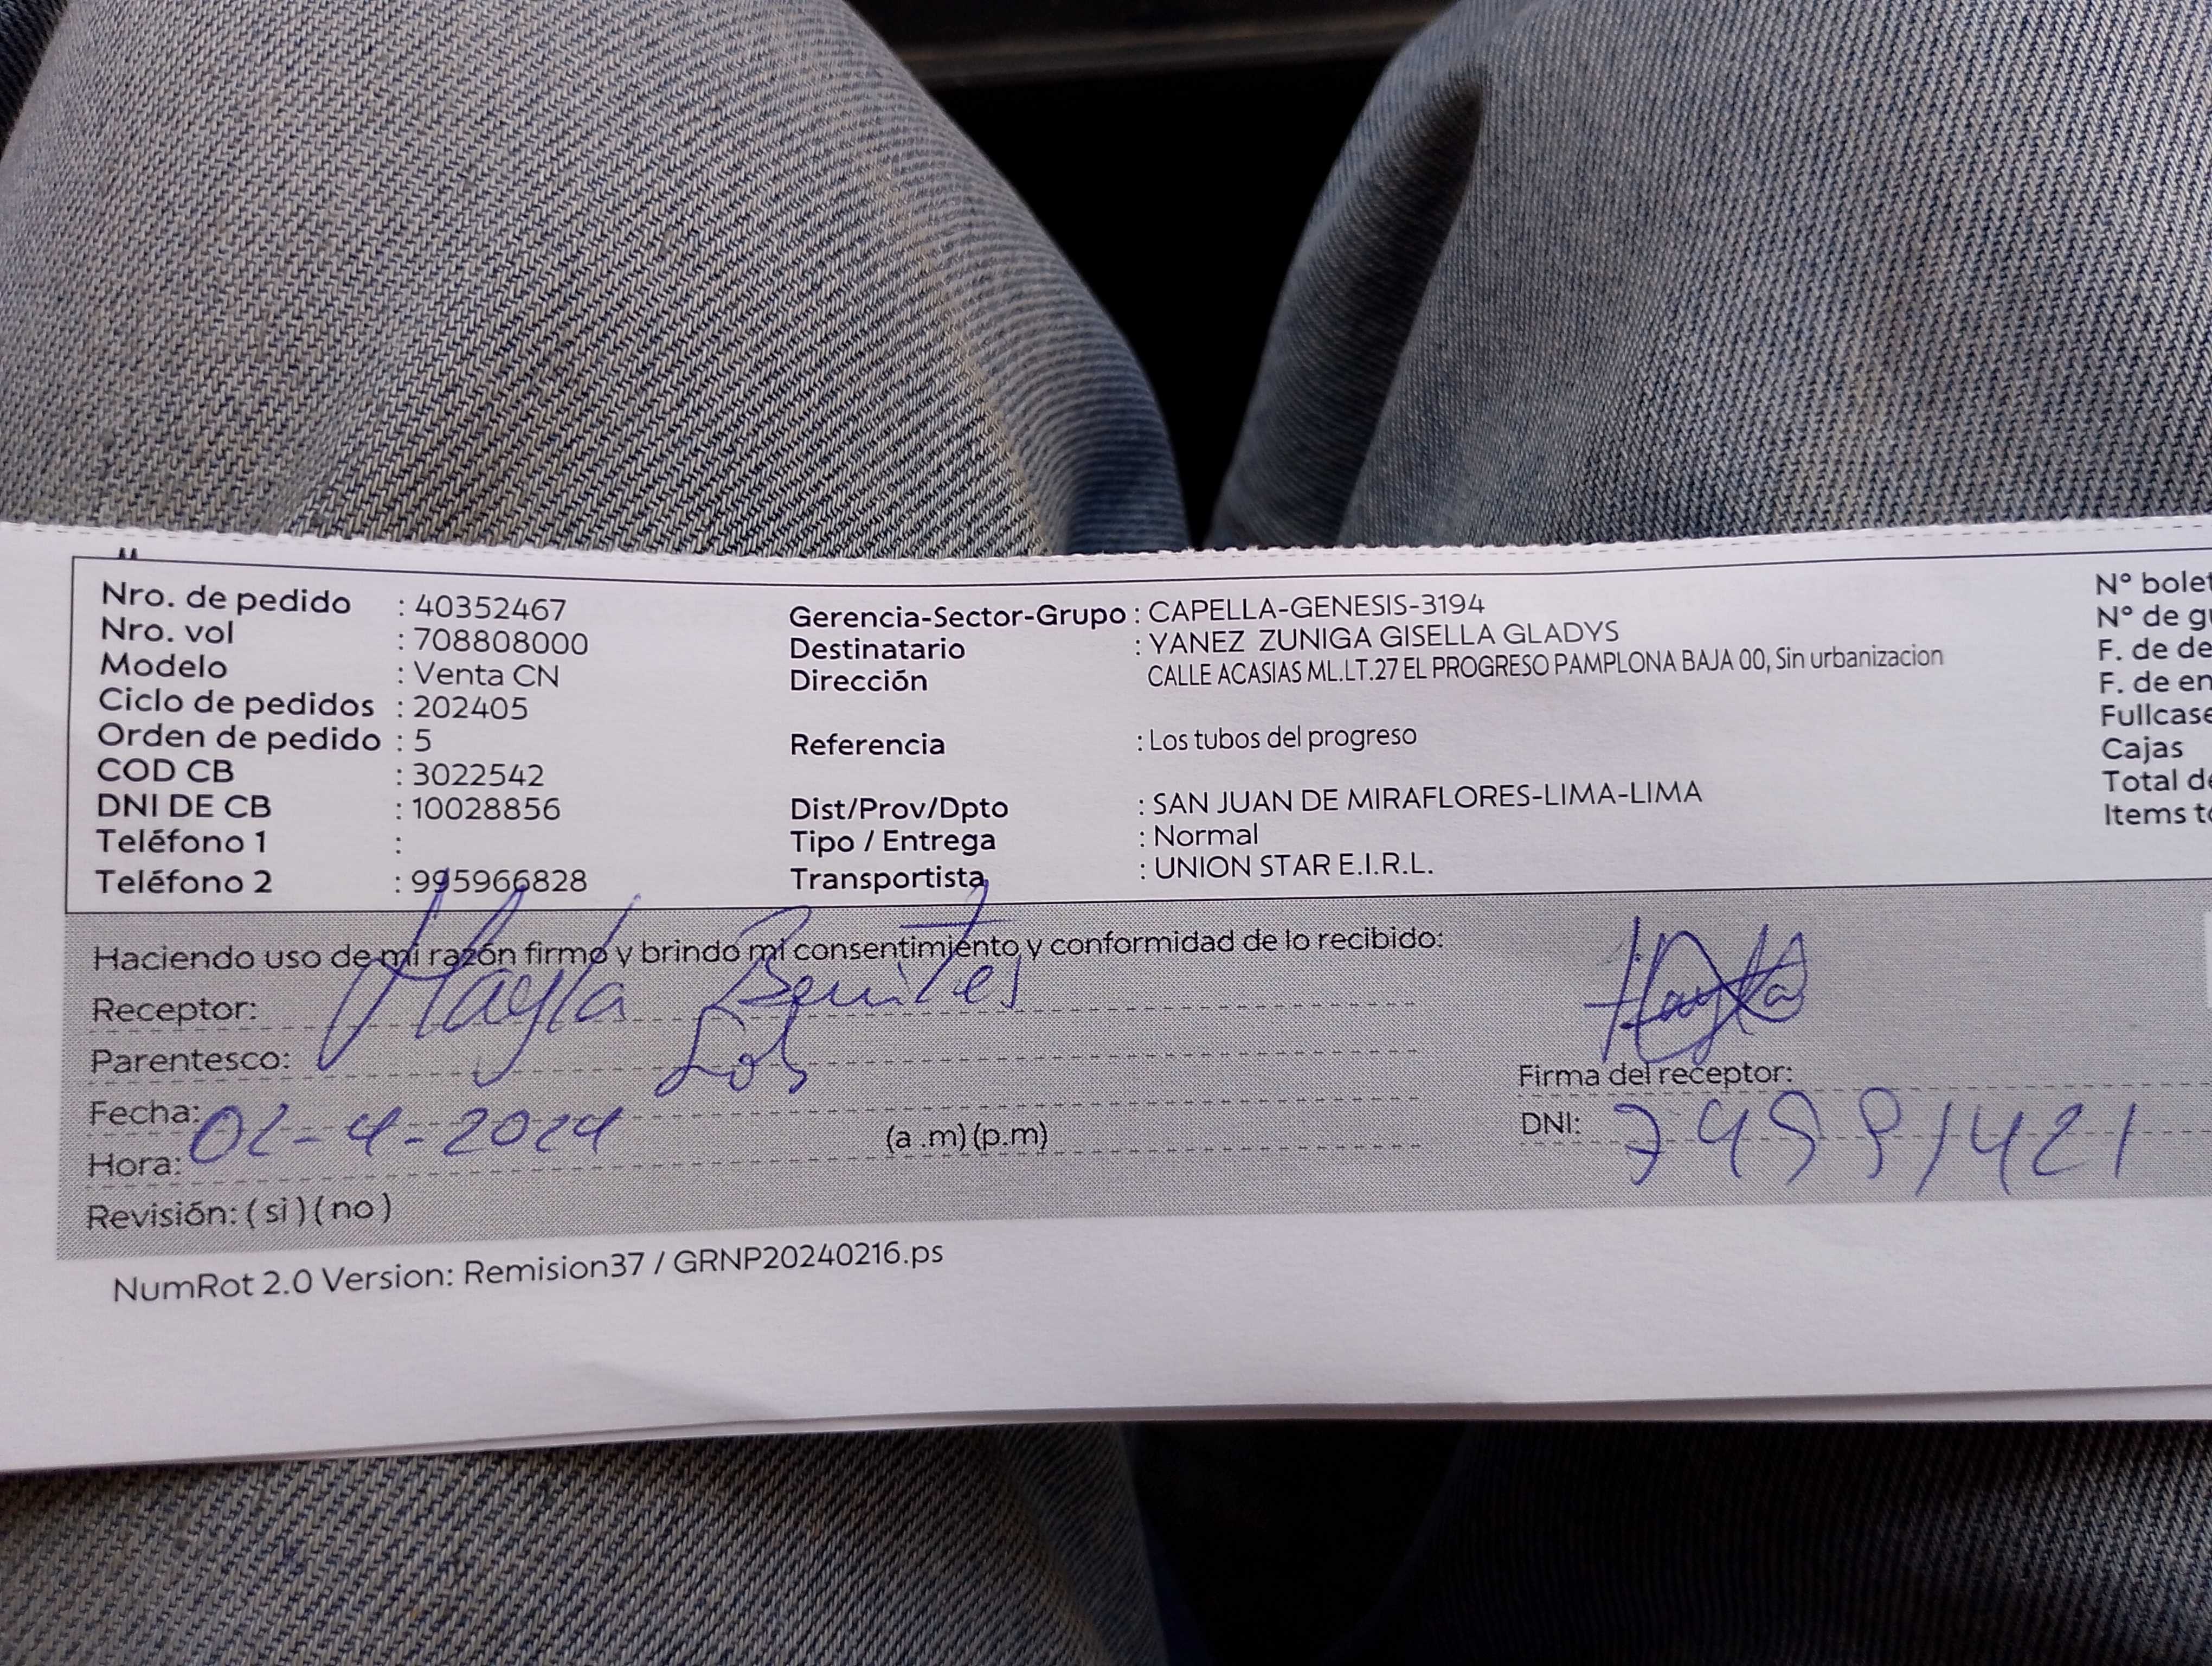 Nro. de pedido : 40352467
Nro. vol : 708808000
Modelo : Venta CN
Ciclo de pedidos : 202405
Orden de pedido : 5
COD CB : 3022542
DNI DE CB : 10028856
Teléfono 1 :
Teléfono 2 : 995966828
Gerencia-Sector-Grupo : CAPELLA-GENESIS-3194
Destinatario : YANEZ ZUNIGA GISELLA GLADYS
Dirección CALLE ACASIAS ML.LT.27 EL PROGRESO PAMPLONA BAJA 00, Sin urbanizacion
Referencia : Los tubos del progreso
Dist/Prov/Dpto : SAN JUAN DE MIRAFLORES-LIMA-LIMA
Tipo / Entrega : Normal
Transportista : UNION STAR E.I.R.L.
N° bolet
N° de gu
F. de de
F. de en
Fullcase
Cajas
Total de
Items to
Haciendo uso de mi razón firmo y brindo mi consentimiento y conformidad de lo recibido:
Receptor: Mayla Benites
Parentesco:
Fecha: 02-4-2024
Hora: (a .m) (p.m)
Revisión: ( si ) ( no )
Firma del receptor:
DNI: 74991421
NumRot 2.0 Version: Remision37 / GRNP20240216.ps